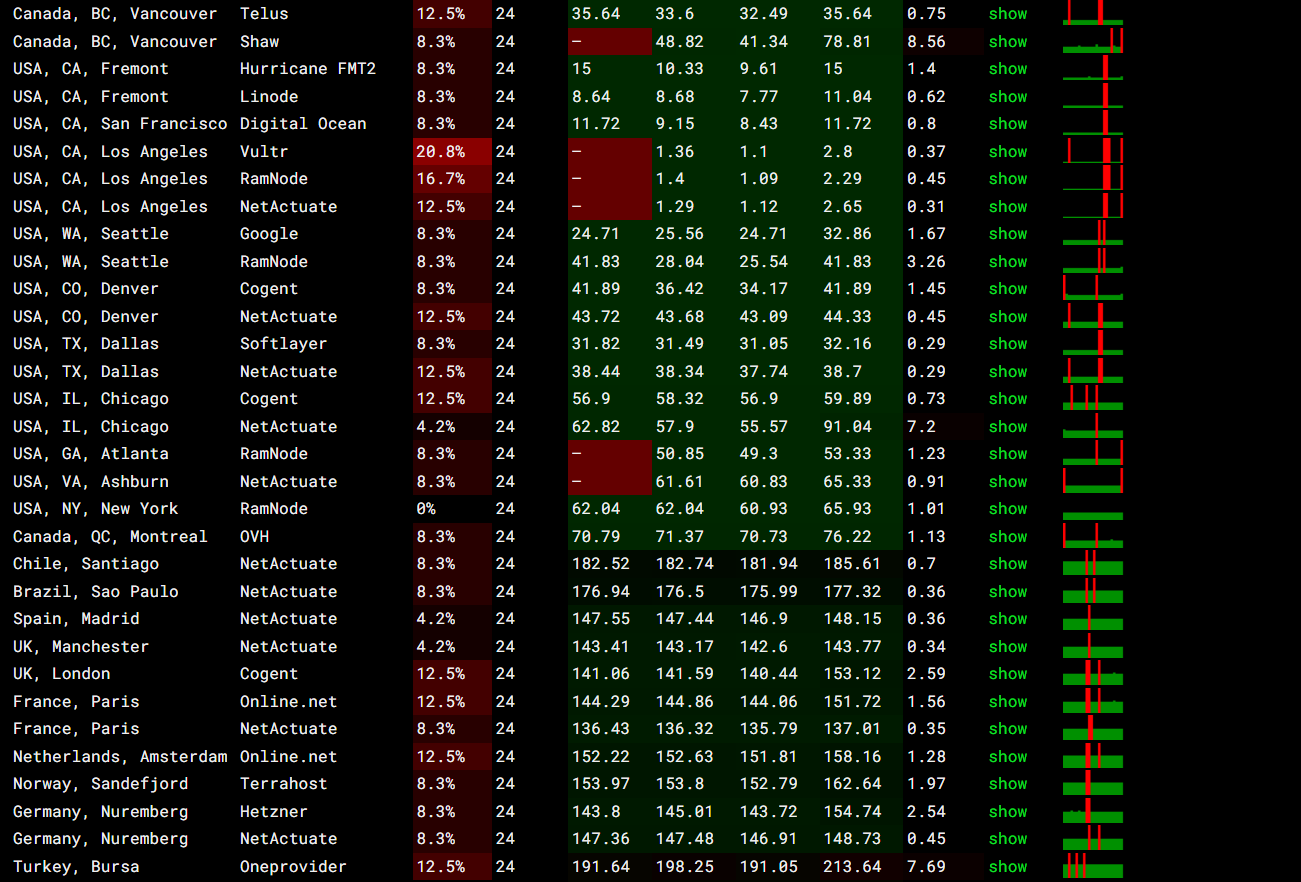 Canada, BC, Vancouver Telus 12.5% 24 35.64 33.6 32.49 35.64 0.75 show
Canada, BC, Vancouver Shaw 8.3% 24 – 48.82 41.34 78.81 8.56 show
USA, CA, Fremont Hurricane FMT2 8.3% 24 15 10.33 9.61 15 1.4 show
USA, CA, Fremont Linode 8.3% 24 8.64 8.68 7.77 11.04 0.62 show
USA, CA, San Francisco Digital Ocean 8.3% 24 11.72 9.15 8.43 11.72 0.8 show
USA, CA, Los Angeles Vultr 20.8% 24 – 1.36 1.1 2.8 0.37 show
USA, CA, Los Angeles RamNode 16.7% 24 – 1.4 1.09 2.29 0.45 show
USA, CA, Los Angeles NetActuate 12.5% 24 – 1.29 1.12 2.65 0.31 show
USA, WA, Seattle Google 8.3% 24 24.71 25.56 24.71 32.86 1.67 show
USA, WA, Seattle RamNode 8.3% 24 41.83 28.04 25.54 41.83 3.26 show
USA, CO, Denver Cogent 8.3% 24 41.89 36.42 34.17 41.89 1.45 show
USA, CO, Denver NetActuate 12.5% 24 43.72 43.68 43.09 44.33 0.45 show
USA, TX, Dallas Softlayer 8.3% 24 31.82 31.49 31.05 32.16 0.29 show
USA, TX, Dallas NetActuate 12.5% 24 38.44 38.34 37.74 38.7 0.29 show
USA, IL, Chicago Cogent 12.5% 24 56.9 58.32 56.9 59.89 0.73 show
USA, IL, Chicago NetActuate 4.2% 24 62.82 57.9 55.57 91.04 7.2 show
USA, GA, Atlanta RamNode 8.3% 24 – 50.85 49.3 53.33 1.23 show
USA, VA, Ashburn NetActuate 8.3% 24 – 61.61 60.83 65.33 0.91 show
USA, NY, New York RamNode 0% 24 62.04 62.04 60.93 65.93 1.01 show
Canada, QC, Montreal OVH 8.3% 24 70.79 71.37 70.73 76.22 1.13 show
Chile, Santiago NetActuate 8.3% 24 182.52 182.74 181.94 185.61 0.7 show
Brazil, Sao Paulo NetActuate 8.3% 24 176.94 176.5 175.99 177.32 0.36 show
Spain, Madrid NetActuate 4.2% 24 147.55 147.44 146.9 148.15 0.36 show
UK, Manchester NetActuate 4.2% 24 143.41 143.17 142.6 143.77 0.34 show
UK, London Cogent 12.5% 24 141.06 141.59 140.44 153.12 2.59 show
France, Paris Online.net 12.5% 24 144.29 144.86 144.06 151.72 1.56 show
France, Paris NetActuate 8.3% 24 136.43 136.32 135.79 137.01 0.35 show
Netherlands, Amsterdam Online.net 12.5% 24 152.22 152.63 151.81 158.16 1.28 show
Norway, Sandefjord Terrahost 8.3% 24 153.97 153.8 152.79 162.64 1.97 show
Germany, Nuremberg Hetzner 8.3% 24 143.8 145.01 143.72 154.74 2.54 show
Germany, Nuremberg NetActuate 8.3% 24 147.36 147.48 146.91 148.73 0.45 show
Turkey, Bursa Oneprovider 12.5% 24 191.64 198.25 191.05 213.64 7.69 show